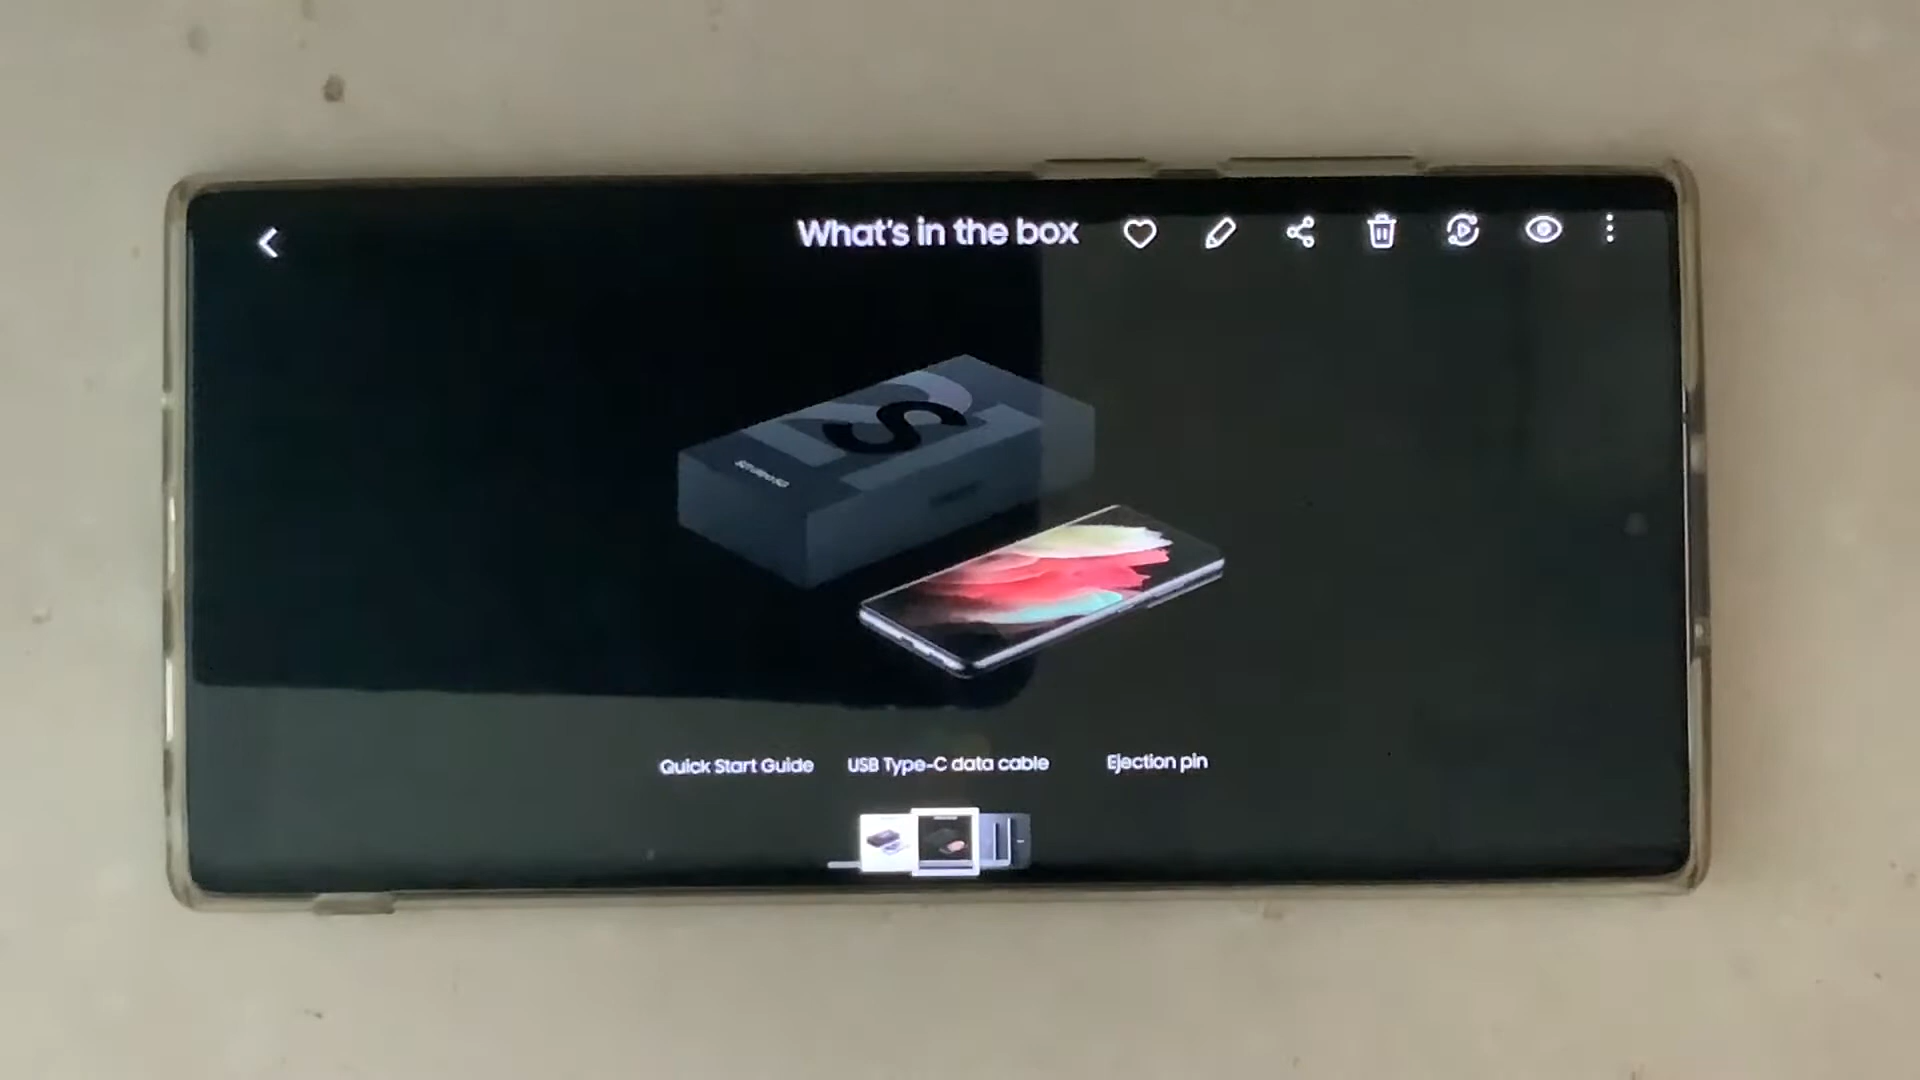 What's in the box
S
Quick Start Guide
USB Type-C data cable
Ejection pin